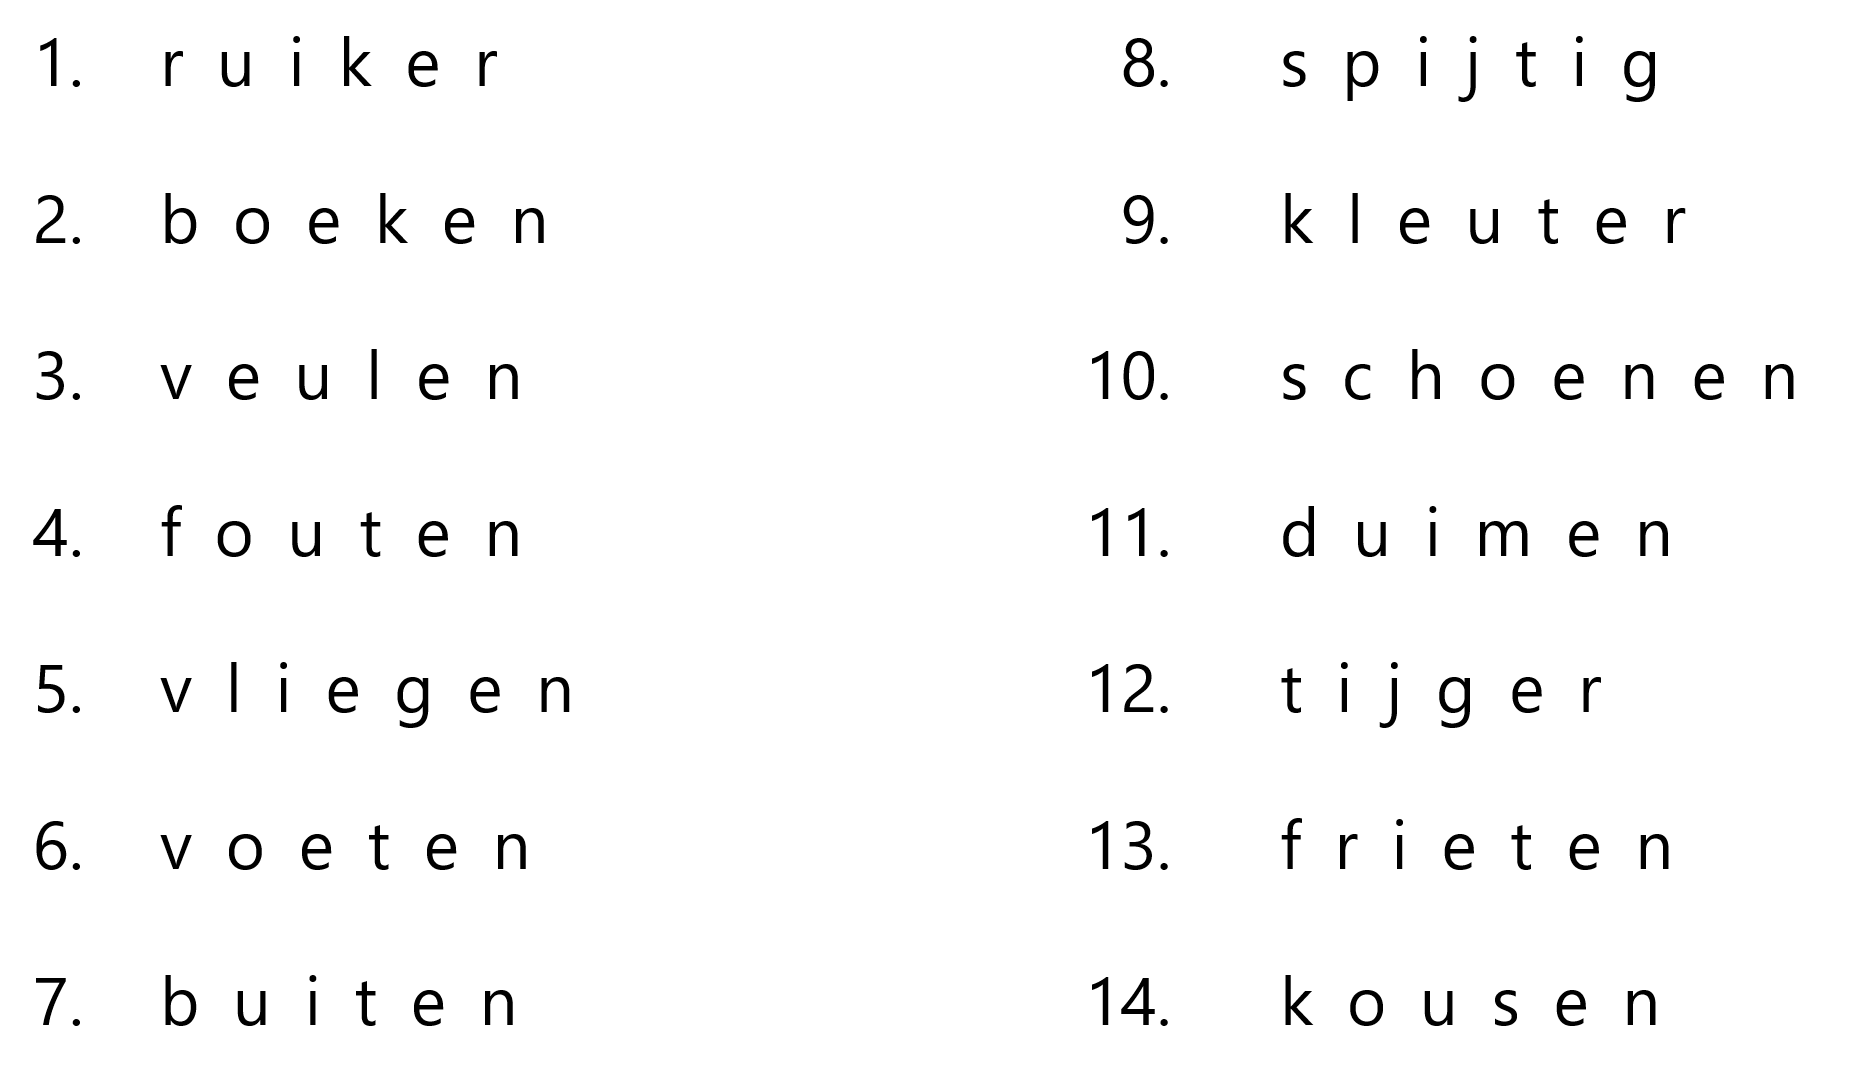 1. r u i k e r
2. b o e k e n
3. v e u l e n
4. f o u t e n
5. v l i e g e n
6. v o e t e n
7. b u i t e n
8. s p i j t i g
9. k l e u t e r
10. s c h o e n e n
11. d u i m e n
12. t i j g e r
13. f r i e t e n
14. k o u s e n